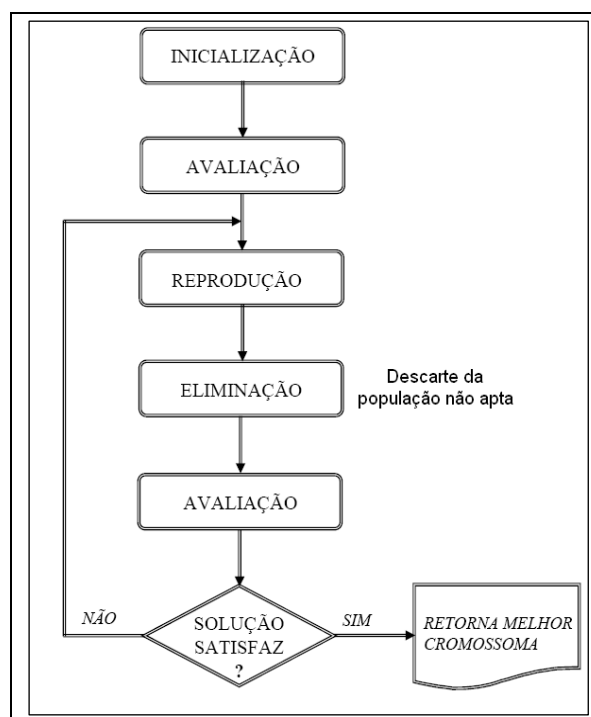 INICIALIZAÇÃO
AVALIAÇÃO
REPRODUÇÃO
ELIMINAÇÃO
Descarte da
população não apta
AVALIAÇÃO
NÃO
SOLUÇÃO
SATISFAZ
?
SIM
RETORNA MELHOR
CROMOSSOMA